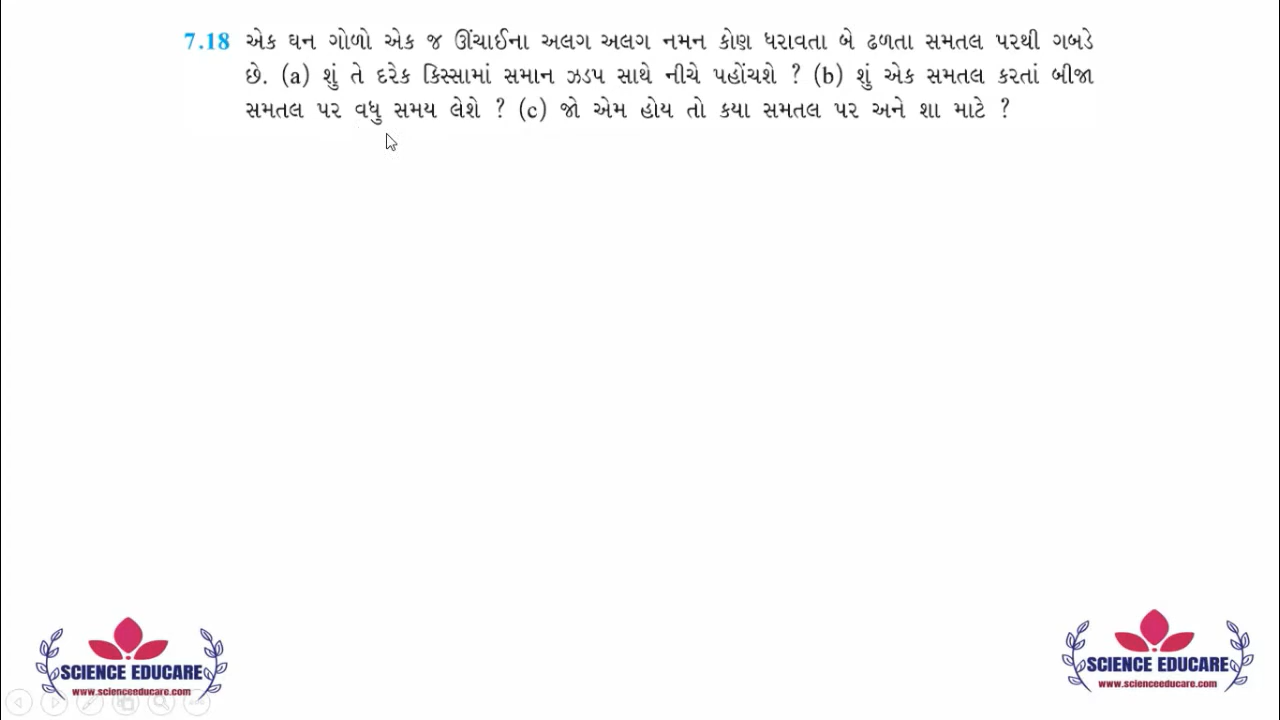 7.18 એક ઘન ગોળો એક જ ઊંચાઈના અલગ અલગ નમન કોણ ધરાવતા બે ઢળતા સમતલ પરથી ગબડે
છે. (a) શું તે દરેક કિસ્સામાં સમાન ઝડપ સાથે નીચે પહોંચશે ? (b) શું એક સમતલ કરતાં બીજા
સમતલ પર વધુ સમય લેશે ? (c) જો એમ હોય તો કયા સમતલ પર અને શા માટે ?
SCIENCE EDUCARE
www.scienceeducare.com
SCIENCE EDUCARE
www.scienceeducare.com